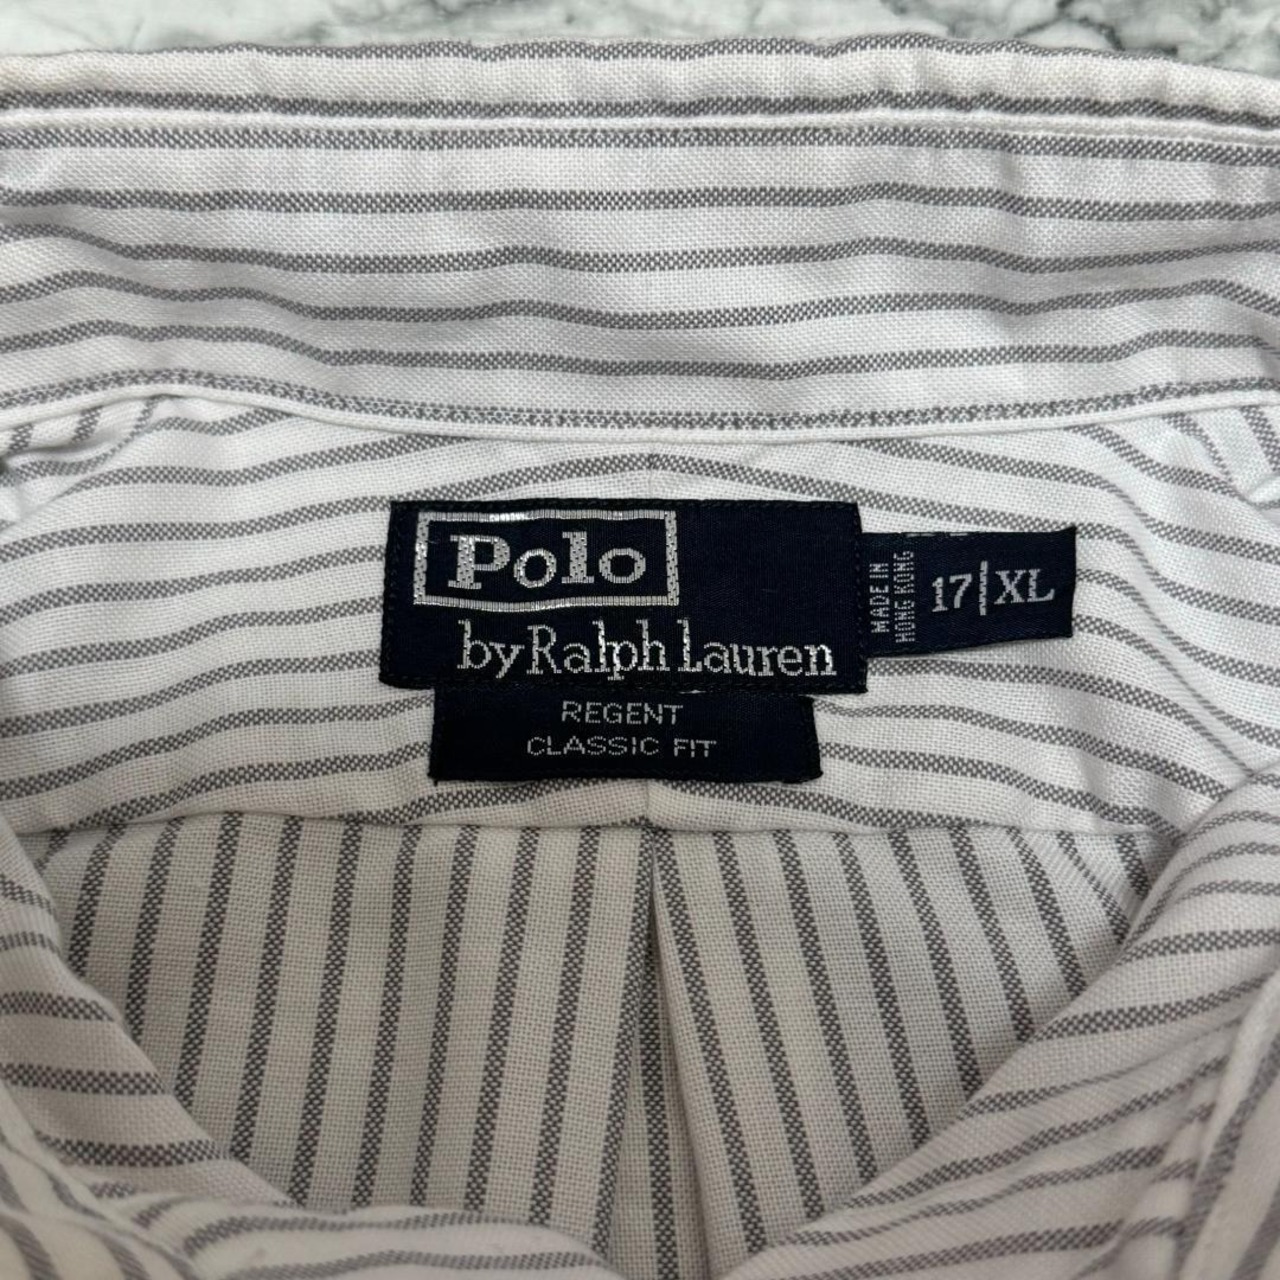 Polo
by Ralph Lauren
MADE IN
HONG KONG
17|XL
REGENT
CLASSIC FIT